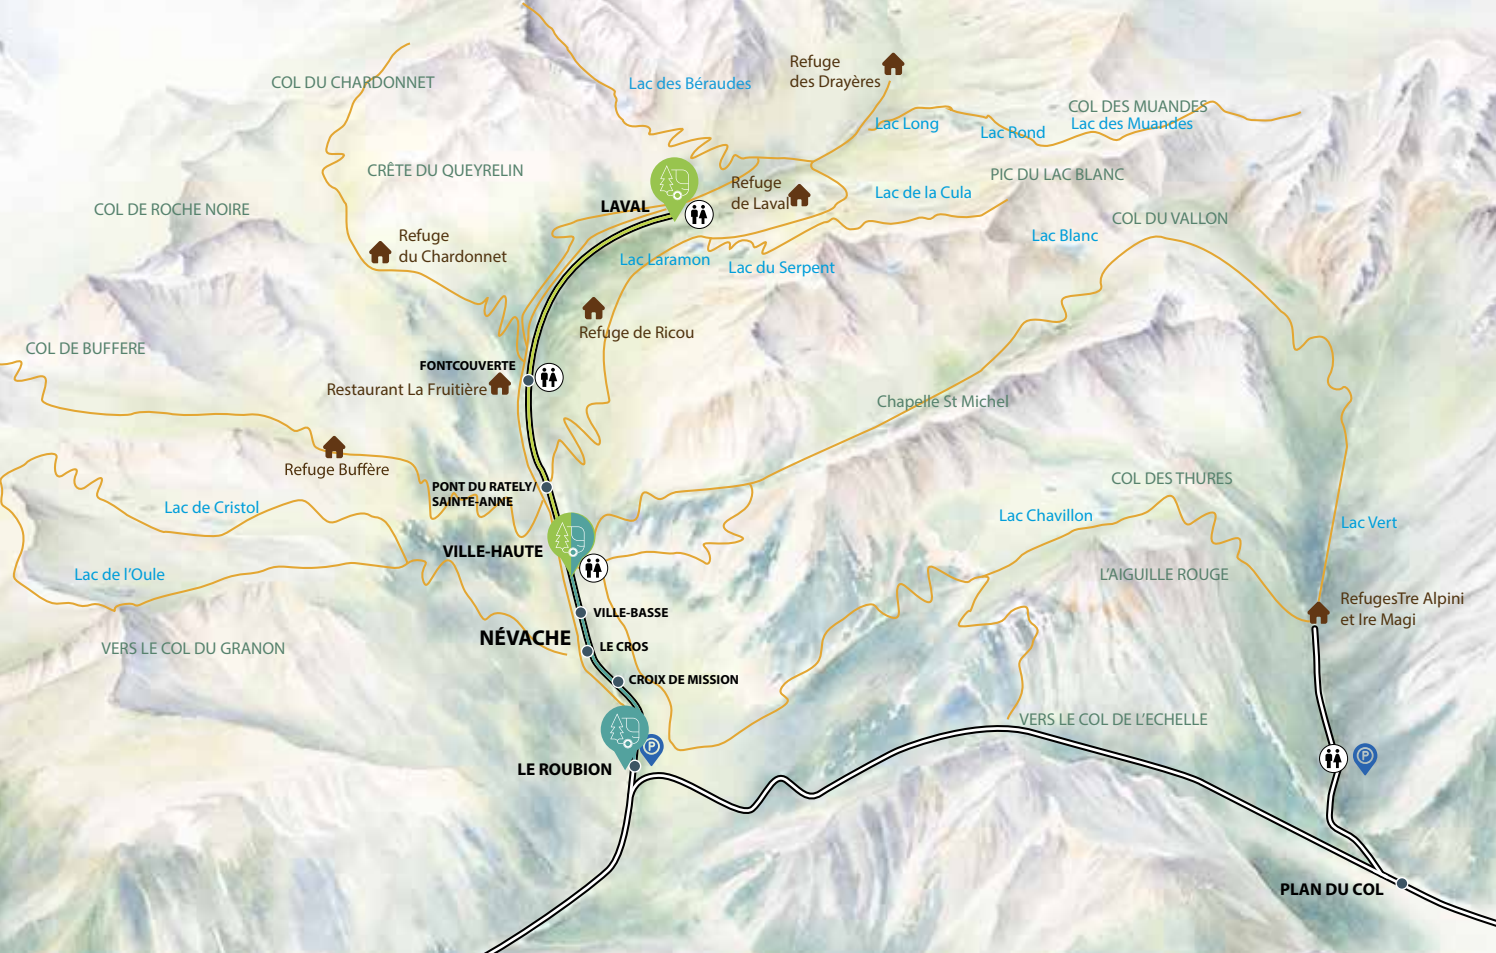 Refuge
des Drayères
COL DU CHARDONNET
Lac des Béraudes
COL DES MUANDES
Lac Long
Lac Rond
Lac des Muandes
CRÊTE DU QUEYRELIN
PIC DU LAC BLANC
Refuge
de Laval
Lac de la Cula
LAVAL
COL DE ROCHE NOIRE
COL DU VALLON
Refuge
du Chardonnet
Lac Blanc
Lac Laramon
Lac du Serpent
Refuge de Ricou
COL DE BUFFERE
FONTCOUVERTE
Restaurant La Fruitière
Chapelle St Michel
Refuge Buffère
COL DES THURES
PONT DU RATELY/
SAINTE-ANNE
Lac de Cristol
Lac Chavillon
Lac Vert
VILLE-HAUTE
Lac de l'Oule
L'AIGUILLE ROUGE
RefugesTre Alpini
et Ire Magi
VILLE-BASSE
NÉVACHE
LE CROS
VERS LE COL DU GRANON
CROIX DE MISSION
VERS LE COL DE L'ECHELLE
P
P
LE ROUBION
PLAN DU COL